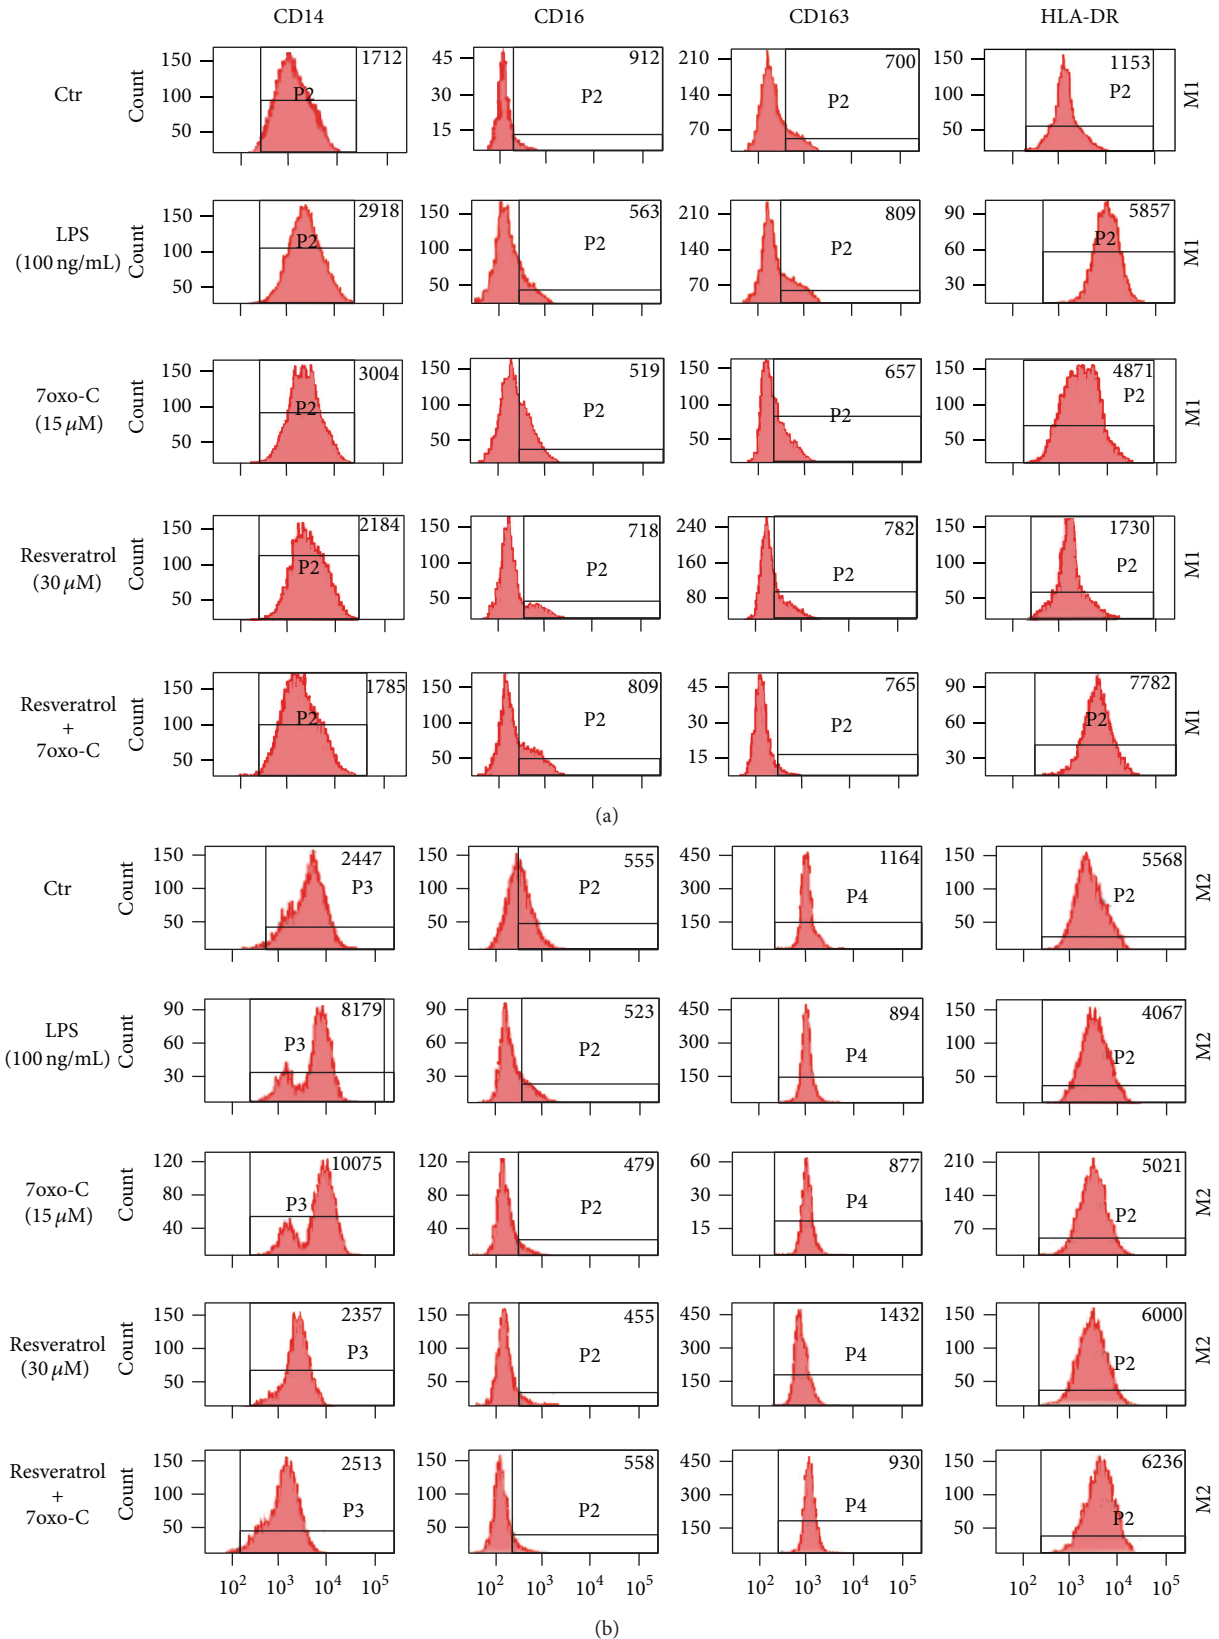 CD14 CD16 CD163 HLA-DR
Ctr Count 150 100 50 1712 P2 45 30 15 912 P2 210 140 70 700 P2 150 100 50 1153 P2 M1
LPS (100 ng/mL) Count 150 100 50 2918 P2 150 100 50 563 P2 210 140 70 809 P2 90 60 30 5857 P2 M1
7oxo-C (15 μM) Count 150 100 50 3004 P2 150 100 50 519 P2 150 100 50 657 P2 150 100 50 4871 P2 M1
Resveratrol (30 μM) Count 150 100 50 2184 P2 150 100 50 718 P2 240 160 80 782 P2 150 100 50 1730 P2 M1
Resveratrol + 7oxo-C Count 150 100 50 1785 P2 150 100 50 809 P2 45 30 15 765 P2 90 60 30 7782 P2 M1
(a)
Ctr Count 150 100 50 2447 P3 150 100 50 555 P2 450 300 150 1164 P4 150 100 50 5568 P2 M2
LPS (100 ng/mL) Count 90 60 30 8179 P3 90 60 30 523 P2 450 300 150 894 P4 150 100 50 4067 P2 M2
7oxo-C (15 μM) Count 120 80 40 10075 P3 120 80 40 479 P2 60 30 15 877 P4 210 140 70 5021 P2 M2
Resveratrol (30 μM) Count 150 100 50 2357 P3 150 100 50 455 P2 450 300 150 1432 P4 150 100 50 6000 P2 M2
Resveratrol + 7oxo-C Count 150 100 50 2513 P3 150 100 50 558 P2 450 300 150 930 P4 150 100 50 6236 P2 M2
10² 10³ 10⁴ 10⁵ 10² 10³ 10⁴ 10⁵ 10² 10³ 10⁴ 10⁵ 10² 10³ 10⁴ 10⁵
(b)